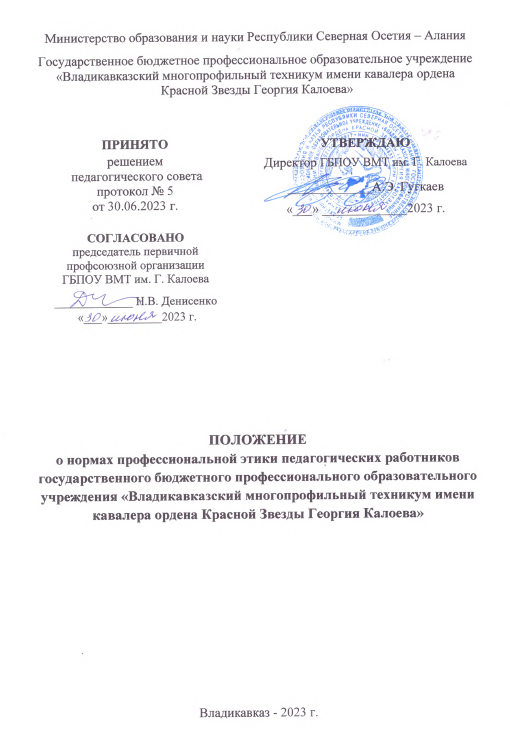 Министерство образования и науки Республики Северная Осетия – Алания
Государственное бюджетное профессиональное образовательное учреждение
«Владикавказский многопрофильный техникум имени кавалера ордена
Красной Звезды Георгия Калоева»
ПРИНЯТО
решением
педагогического совета
протокол № 5
от 30.06.2023 г.
УТВЕРЖДАЮ
Директор ГБПОУ ВМТ им. Г. Калоева
А.Э. Гуткаев
«30» июня 2023 г.
СОГЛАСОВАНО
председатель первичной
профсоюзной организации
ГБПОУ ВМТ им. Г. Калоева
Н.В. Денисенко
«30» июня 2023 г.
ПОЛОЖЕНИЕ
о нормах профессиональной этики педагогических работников
государственного бюджетного профессионального образовательного
учреждения «Владикавказский многопрофильный техникум имени
кавалера ордена Красной Звезды Георгия Калоева»
Владикавказ - 2023 г.